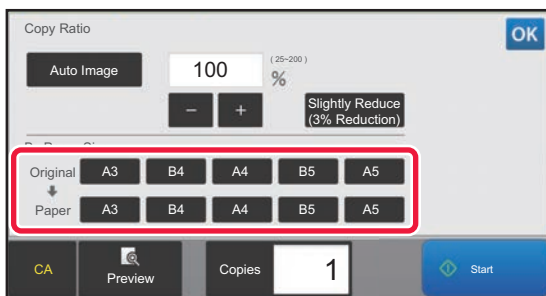 Copy Ratio
OK
Auto Image
100
( 25~200 )
%
− +
Slightly Reduce
(3% Reduction)
Original A3 B4 A4 B5 A5
Paper A3 B4 A4 B5 A5
CA
Preview
Copies 1
Start